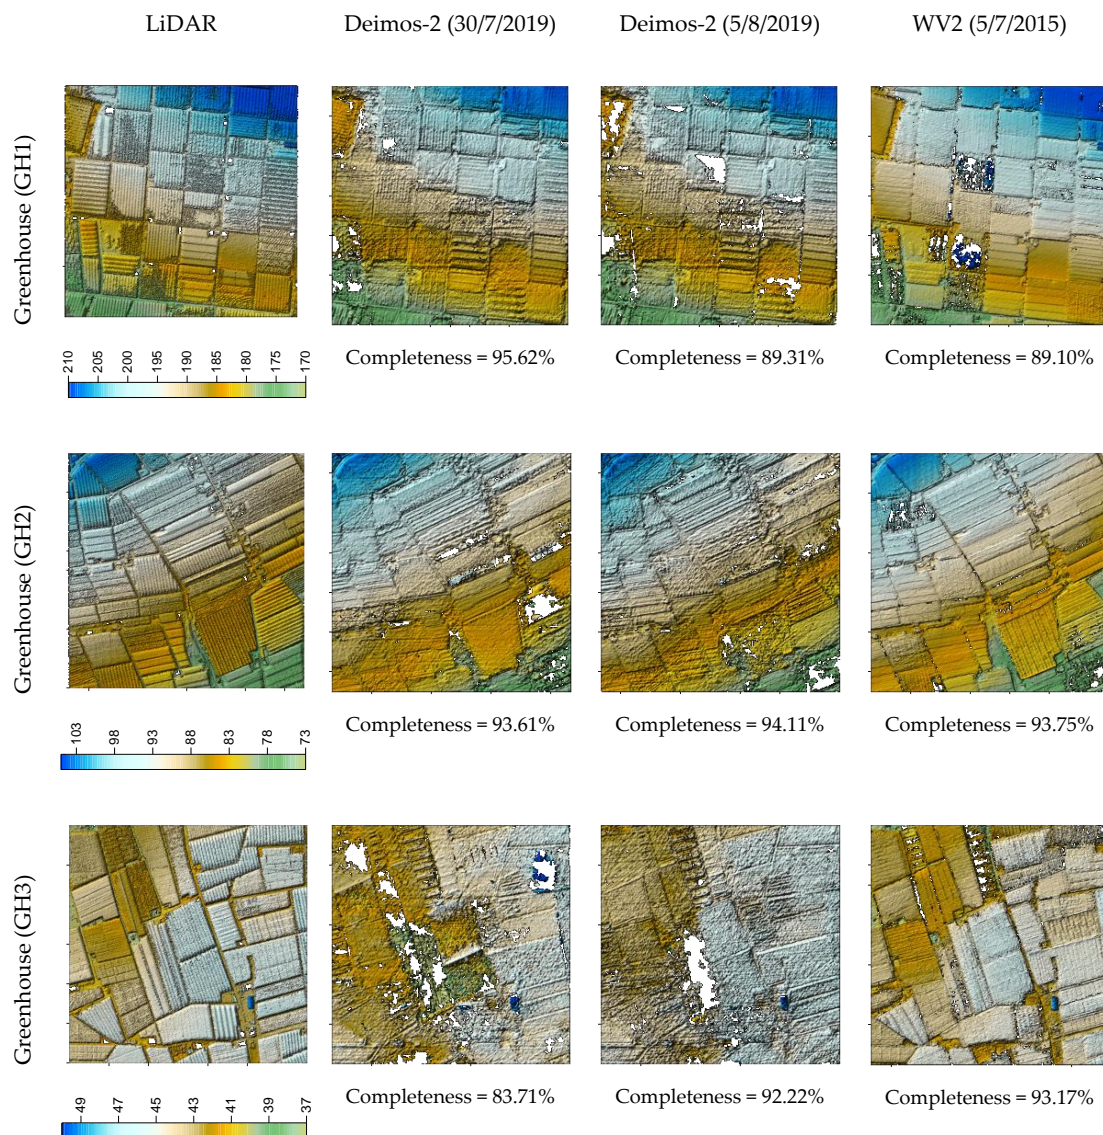 LiDAR Deimos-2 (30/7/2019) Deimos-2 (5/8/2019) WV2 (5/7/2015)
Greenhouse (GH1)
Completeness = 95.62% Completeness = 89.31% Completeness = 89.10%
210 205 200 195 190 185 180 175 170
Greenhouse (GH2)
Completeness = 93.61% Completeness = 94.11% Completeness = 93.75%
103 98 93 88 83 78 73
Greenhouse (GH3)
Completeness = 83.71% Completeness = 92.22% Completeness = 93.17%
49 47 45 43 41 39 37